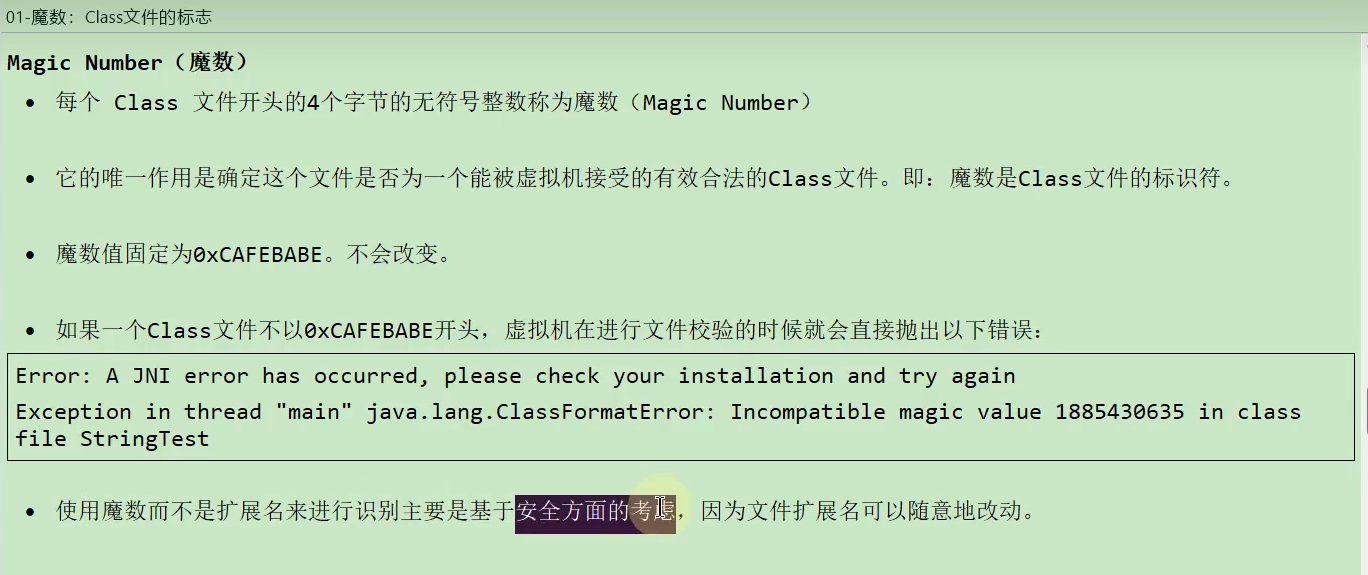 01-魔数：Class文件的标志
Magic Number（魔数）
• 每个 Class 文件开头的4个字节的无符号整数称为魔数（Magic Number）
• 它的唯一作用是确定这个文件是否为一个能被虚拟机接受的有效合法的Class文件。即：魔数是Class文件的标识符。
• 魔数值固定为0xCAFEBABE。不会改变。
• 如果一个Class文件不以0xCAFEBABE开头，虚拟机在进行文件校验的时候就会直接抛出以下错误：
Error: A JNI error has occurred, please check your installation and try again
Exception in thread "main" java.lang.ClassFormatError: Incompatible magic value 1885430635 in class
file StringTest
• 使用魔数而不是扩展名来进行识别主要是基于安全方面的考虑，因为文件扩展名可以随意地改动。